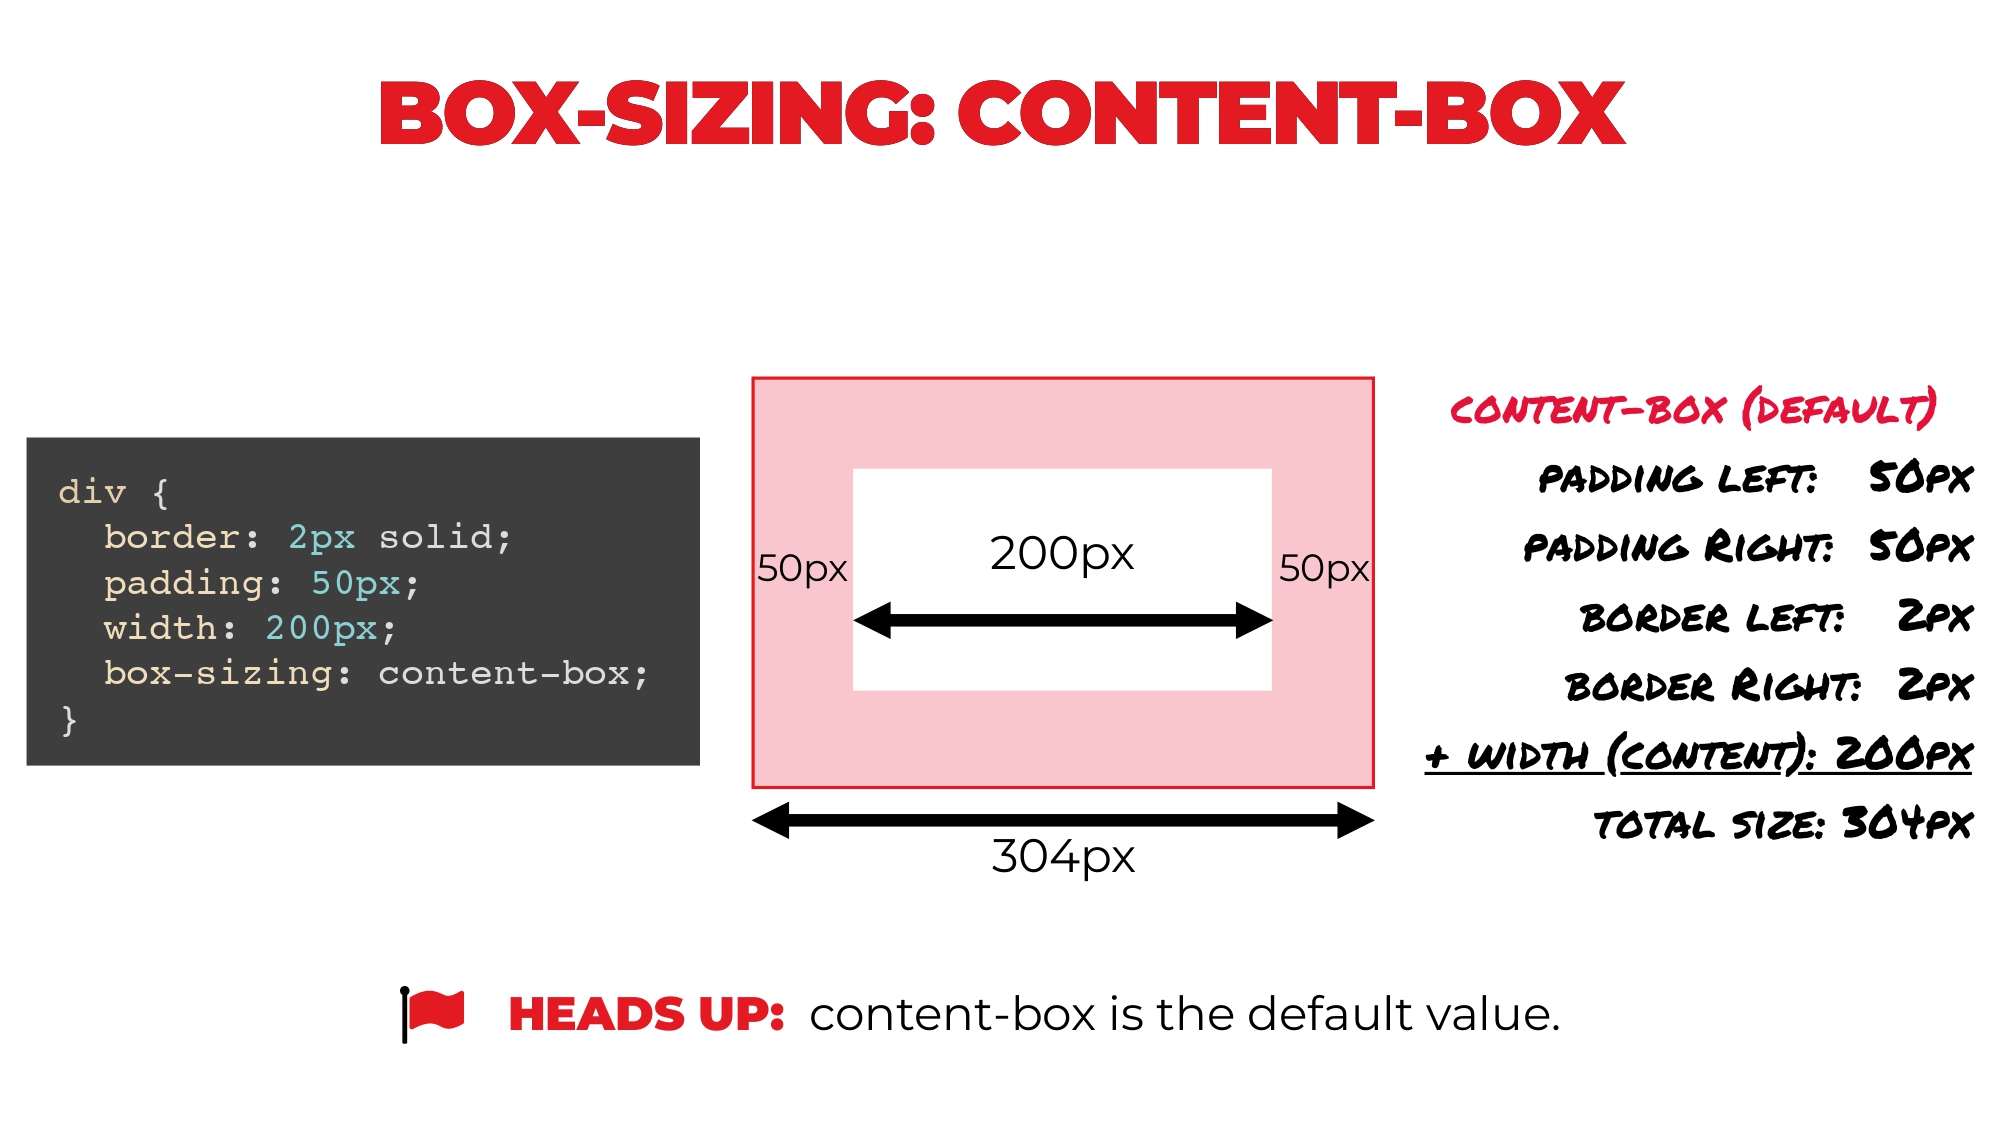 BOX-SIZING: CONTENT-BOX
div {
  border: 2px solid;
  padding: 50px;
  width: 200px;
  box-sizing: content-box;
}
50px
200px
50px
304px
CONTENT-BOX (DEFAULT)
PADDING LEFT: 50PX
PADDING RIGHT: 50PX
BORDER LEFT: 2PX
BORDER RIGHT: 2PX
+ WIDTH (CONTENT): 200PX
TOTAL SIZE: 304PX
HEADS UP: content-box is the default value.